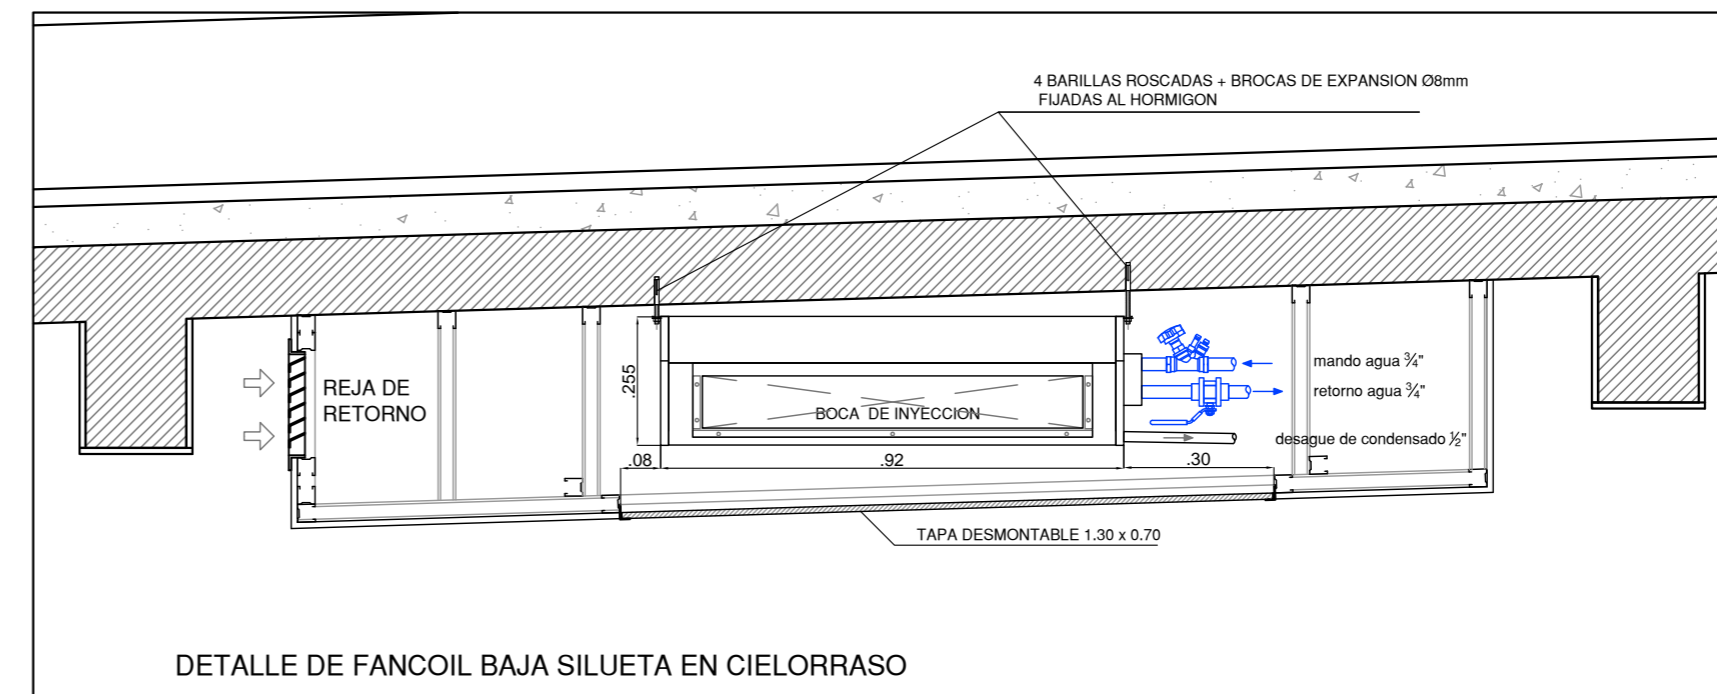 4 BARILLAS ROSCADAS + BROCAS DE EXPANSION Ø8mm
FIJADAS AL HORMIGON
REJA DE
RETORNO
.255
BOCA DE INYECCION
mando agua ¾"
retorno agua ¾"
desague de condensado ½"
.08
.92
.30
TAPA DESMONTABLE 1.30 x 0.70
DETALLE DE FANCOIL BAJA SILUETA EN CIELORRASO